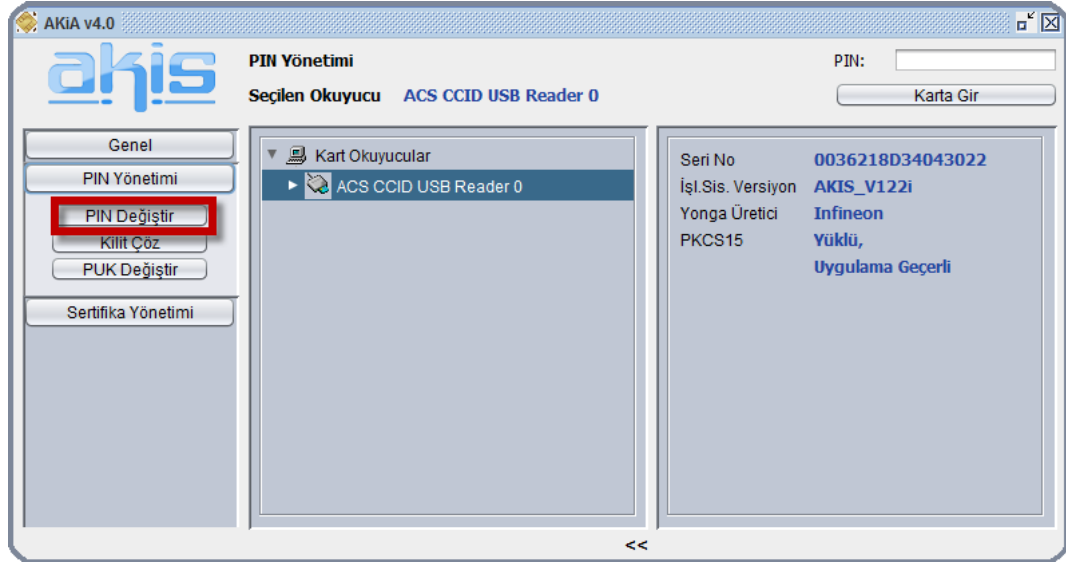 AKiA v4.0
akis
PIN Yönetimi
PIN:
Seçilen Okuyucu ACS CCID USB Reader 0
Karta Gir
Genel
PIN Yönetimi
PIN Değiştir
Kilit Çöz
PUK Değiştir
Sertifika Yönetimi
Kart Okuyucular
ACS CCID USB Reader 0
Seri No 0036218D34043022
İşl.Sis. Versiyon AKIS_V122i
Yonga Üretici Infineon
PKCS15 Yüklü,
Uygulama Geçerli
<<